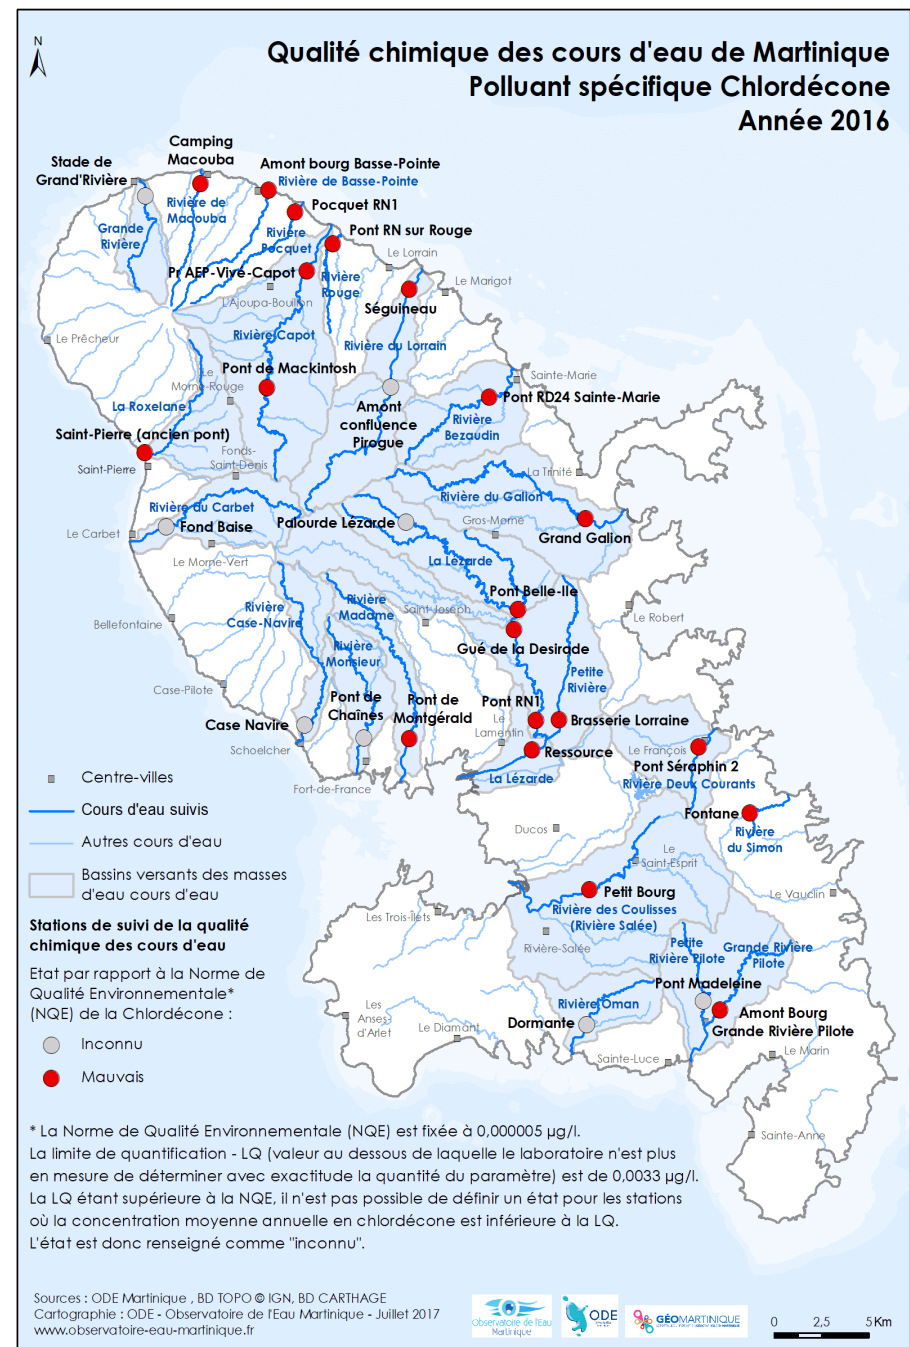 N
Qualité chimique des cours d'eau de Martinique
Polluant spécifique Chlordécone
Année 2016
Camping
Macouba
Stade de
Grand'Rivière
Amont bourg Basse-Pointe
Rivière de Basse-Pointe
Rivière de
Macouba
Pocquet RN1
Grande
Rivière
Rivière
Pocquet
Pont RN sur Rouge
Le Lorrain
Pr AEP-Vivé-Capot
Rivière
Rouge
Le Marigot
L'Ajoupa-Bouillon
Séguineau
Le Prêcheur
Rivière Capot
Rivière du Lorrain
Pont de Mackintosh
Le
Morne-Rouge
Sainte-Marie
La Roxelane
Amont
confluence
Pirogue
Pont RD24 Sainte-Marie
Rivière
Bezaudin
Saint-Pierre (ancien pont)
Saint-Pierre
Fonds-
Saint-Denis
La Trinité
Rivière du Carbet
Rivière du Galion
Le Carbet
Fond Baise
Palourde Lézarde
Gros-Morne
Grand Galion
Le Morne-Vert
La Lézarde
Pont Belle-Ile
Rivière
Case-Navire
Rivière
Madame
Saint-Joseph
Bellefontaine
Le Robert
Rivière
Monsieur
Gué de la Desirade
Petite
Rivière
Case-Pilote
Pont de
Chaînes
Pont de
Montgérald
Pont RN1
Case Navire
Le
Lamentin
Brasserie Lorraine
Schoelcher
Ressource
Le François
Pont Séraphin 2
Rivière Deux Courants
La Lézarde
Fort-de-France
Centre-villes
Cours d'eau suivis
Autres cours d'eau
Bassins versants des masses
d'eau cours d'eau
Ducos
Fontane
Rivière
du Simon
Le
Saint-Esprit
Petit Bourg
Le Vauclin
Rivière des Coulisses
(Rivière Salée)
Les Trois-Îlets
Rivière-Salée
Petite
Rivière Pilote
Grande Rivière
Pilote
Stations de suivi de la qualité
chimique des cours d'eau
Etat par rapport à la Norme de
Qualité Environnementale*
(NQE) de la Chlordécone :
Inconnu
Mauvais
Pont Madeleine
Rivière Oman
Les
Anses-
d'Arlet
Le Diamant
Dormante
Amont Bourg
Grande Rivière Pilote
Sainte-Luce
Le Marin
Sainte-Anne
* La Norme de Qualité Environnementale (NQE) est fixée à 0,000005 µg/l.
La limite de quantification - LQ (valeur au dessous de laquelle le laboratoire n'est plus
en mesure de déterminer avec exactitude la quantité du paramètre) est de 0,0033 µg/l.
La LQ étant supérieure à la NQE, il n'est pas possible de définir un état pour les stations
où la concentration moyenne annuelle en chlordécone est inférieure à la LQ.
L'état est donc renseigné comme "inconnu".
Sources : ODE Martinique , BD TOPO © IGN, BD CARTHAGE
Cartographie : ODE - Observatoire de l'Eau Martinique - Juillet 2017
www.observatoire-eau-martinique.fr
Observatoire de l'Eau
Martinique
ODE
GÉOMARTINIQUE
0 2,5 5 Km